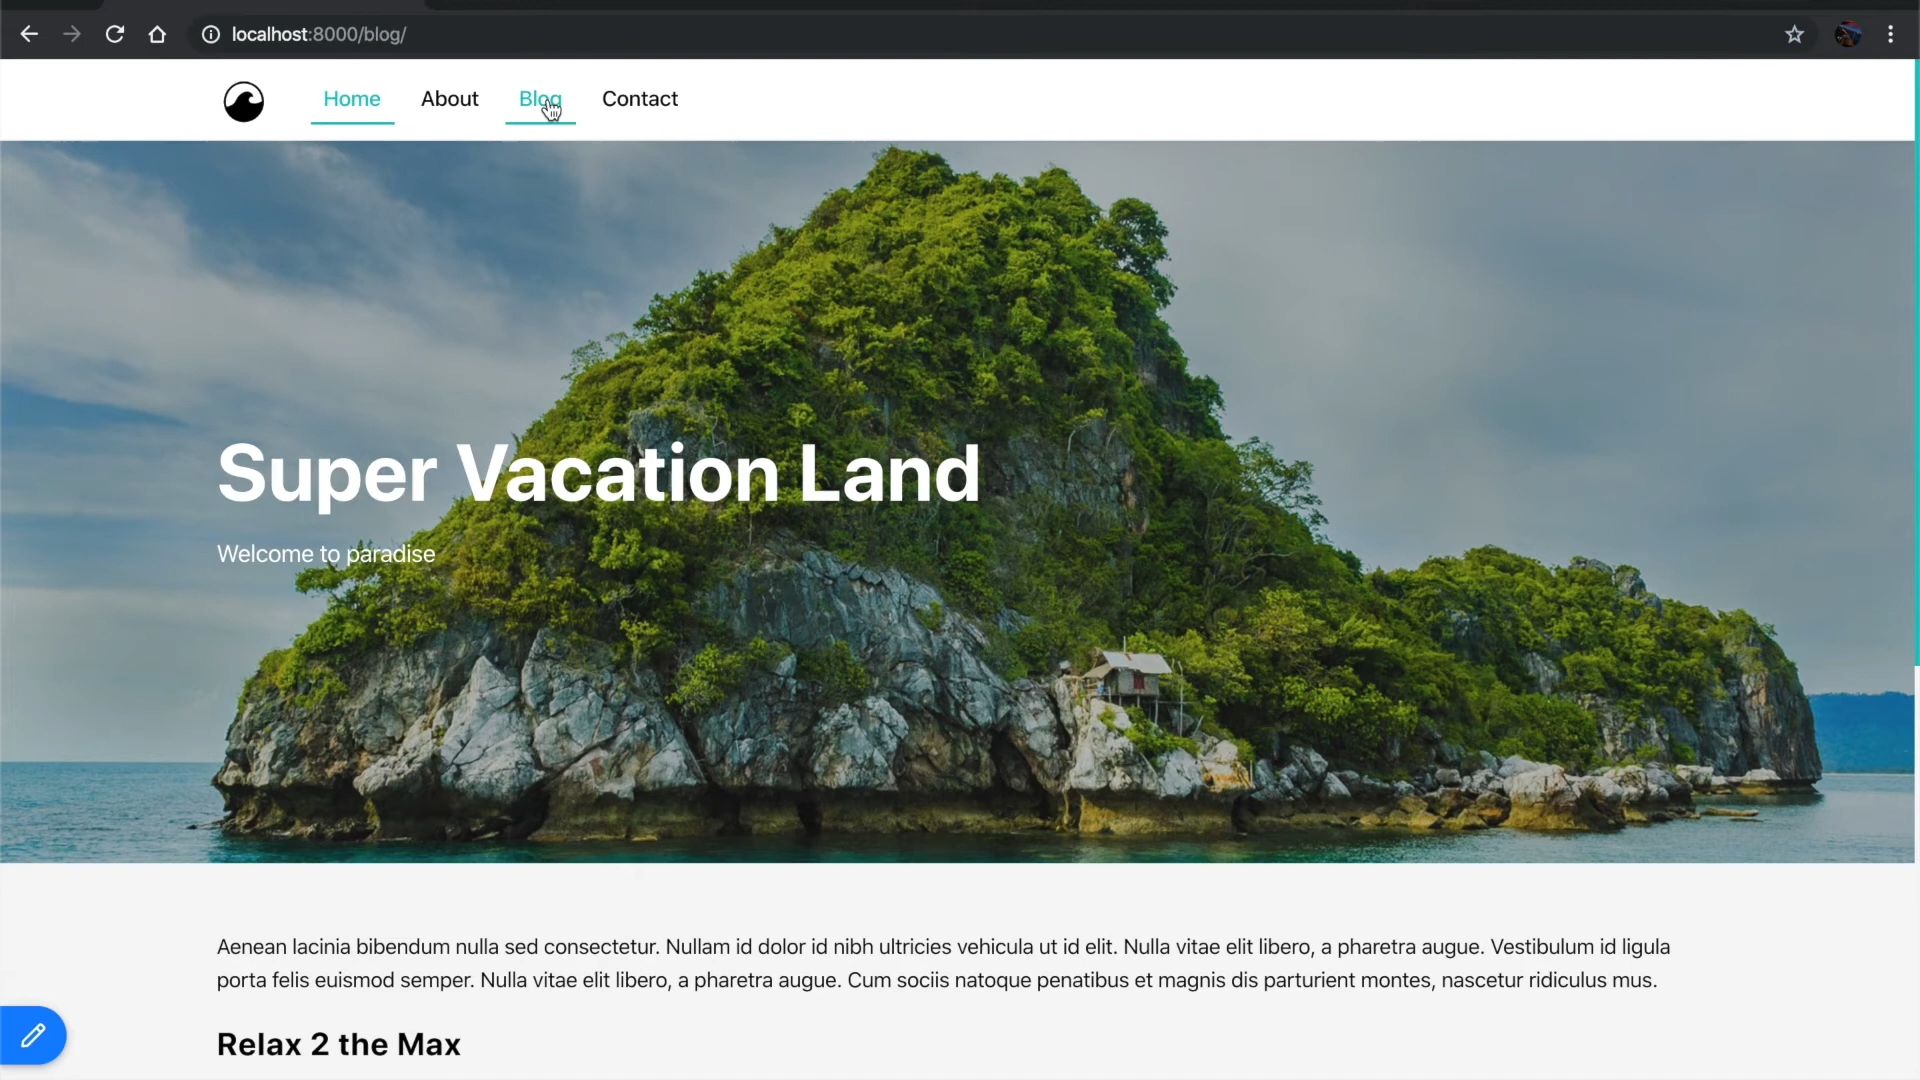 localhost:8000/blog/
Home About Blog Contact
Super Vacation Land
Welcome to paradise
Aenean lacinia bibendum nulla sed consectetur. Nullam id dolor id nibh ultricies vehicula ut id elit. Nulla vitae elit libero, a pharetra augue. Vestibulum id ligula
porta felis euismod semper. Nulla vitae elit libero, a pharetra augue. Cum sociis natoque penatibus et magnis dis parturient montes, nascetur ridiculus mus.
Relax 2 the Max